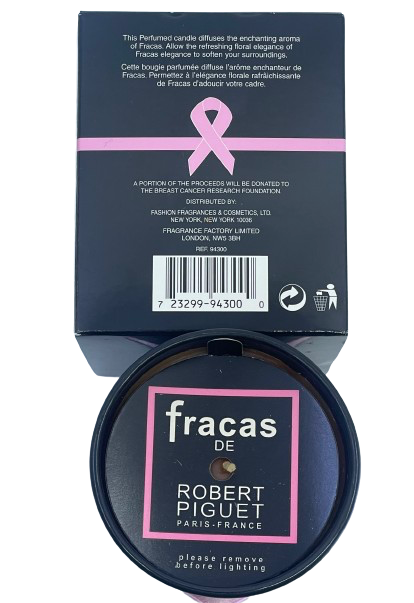 This Perfumed candle diffuses the enchanting aroma
of Fracas. Allow the refreshing floral elegance of
Fracas elegance to soften your surroundings.
Cette bougie parfumée diffuse l'arôme enchanteur de
Fracas. Permettez à l'élégance florale rafraîchissante
de Fracas d'adoucir votre cadre.
A PORTION OF THE PROCEEDS WILL BE DONATED TO
THE BREAST CANCER RESEARCH FOUNDATION.
DISTRIBUTED BY:
FASHION FRAGRANCES & COSMETICS, LTD.
NEW YORK, NEW YORK 10036
FRAGRANCE FACTORY LIMITED
LONDON, NW5 3BH
REF. 94300
7 23299-94300 0
fracas
DE
ROBERT
PIGUET
PARIS-FRANCE
please remove
before lighting